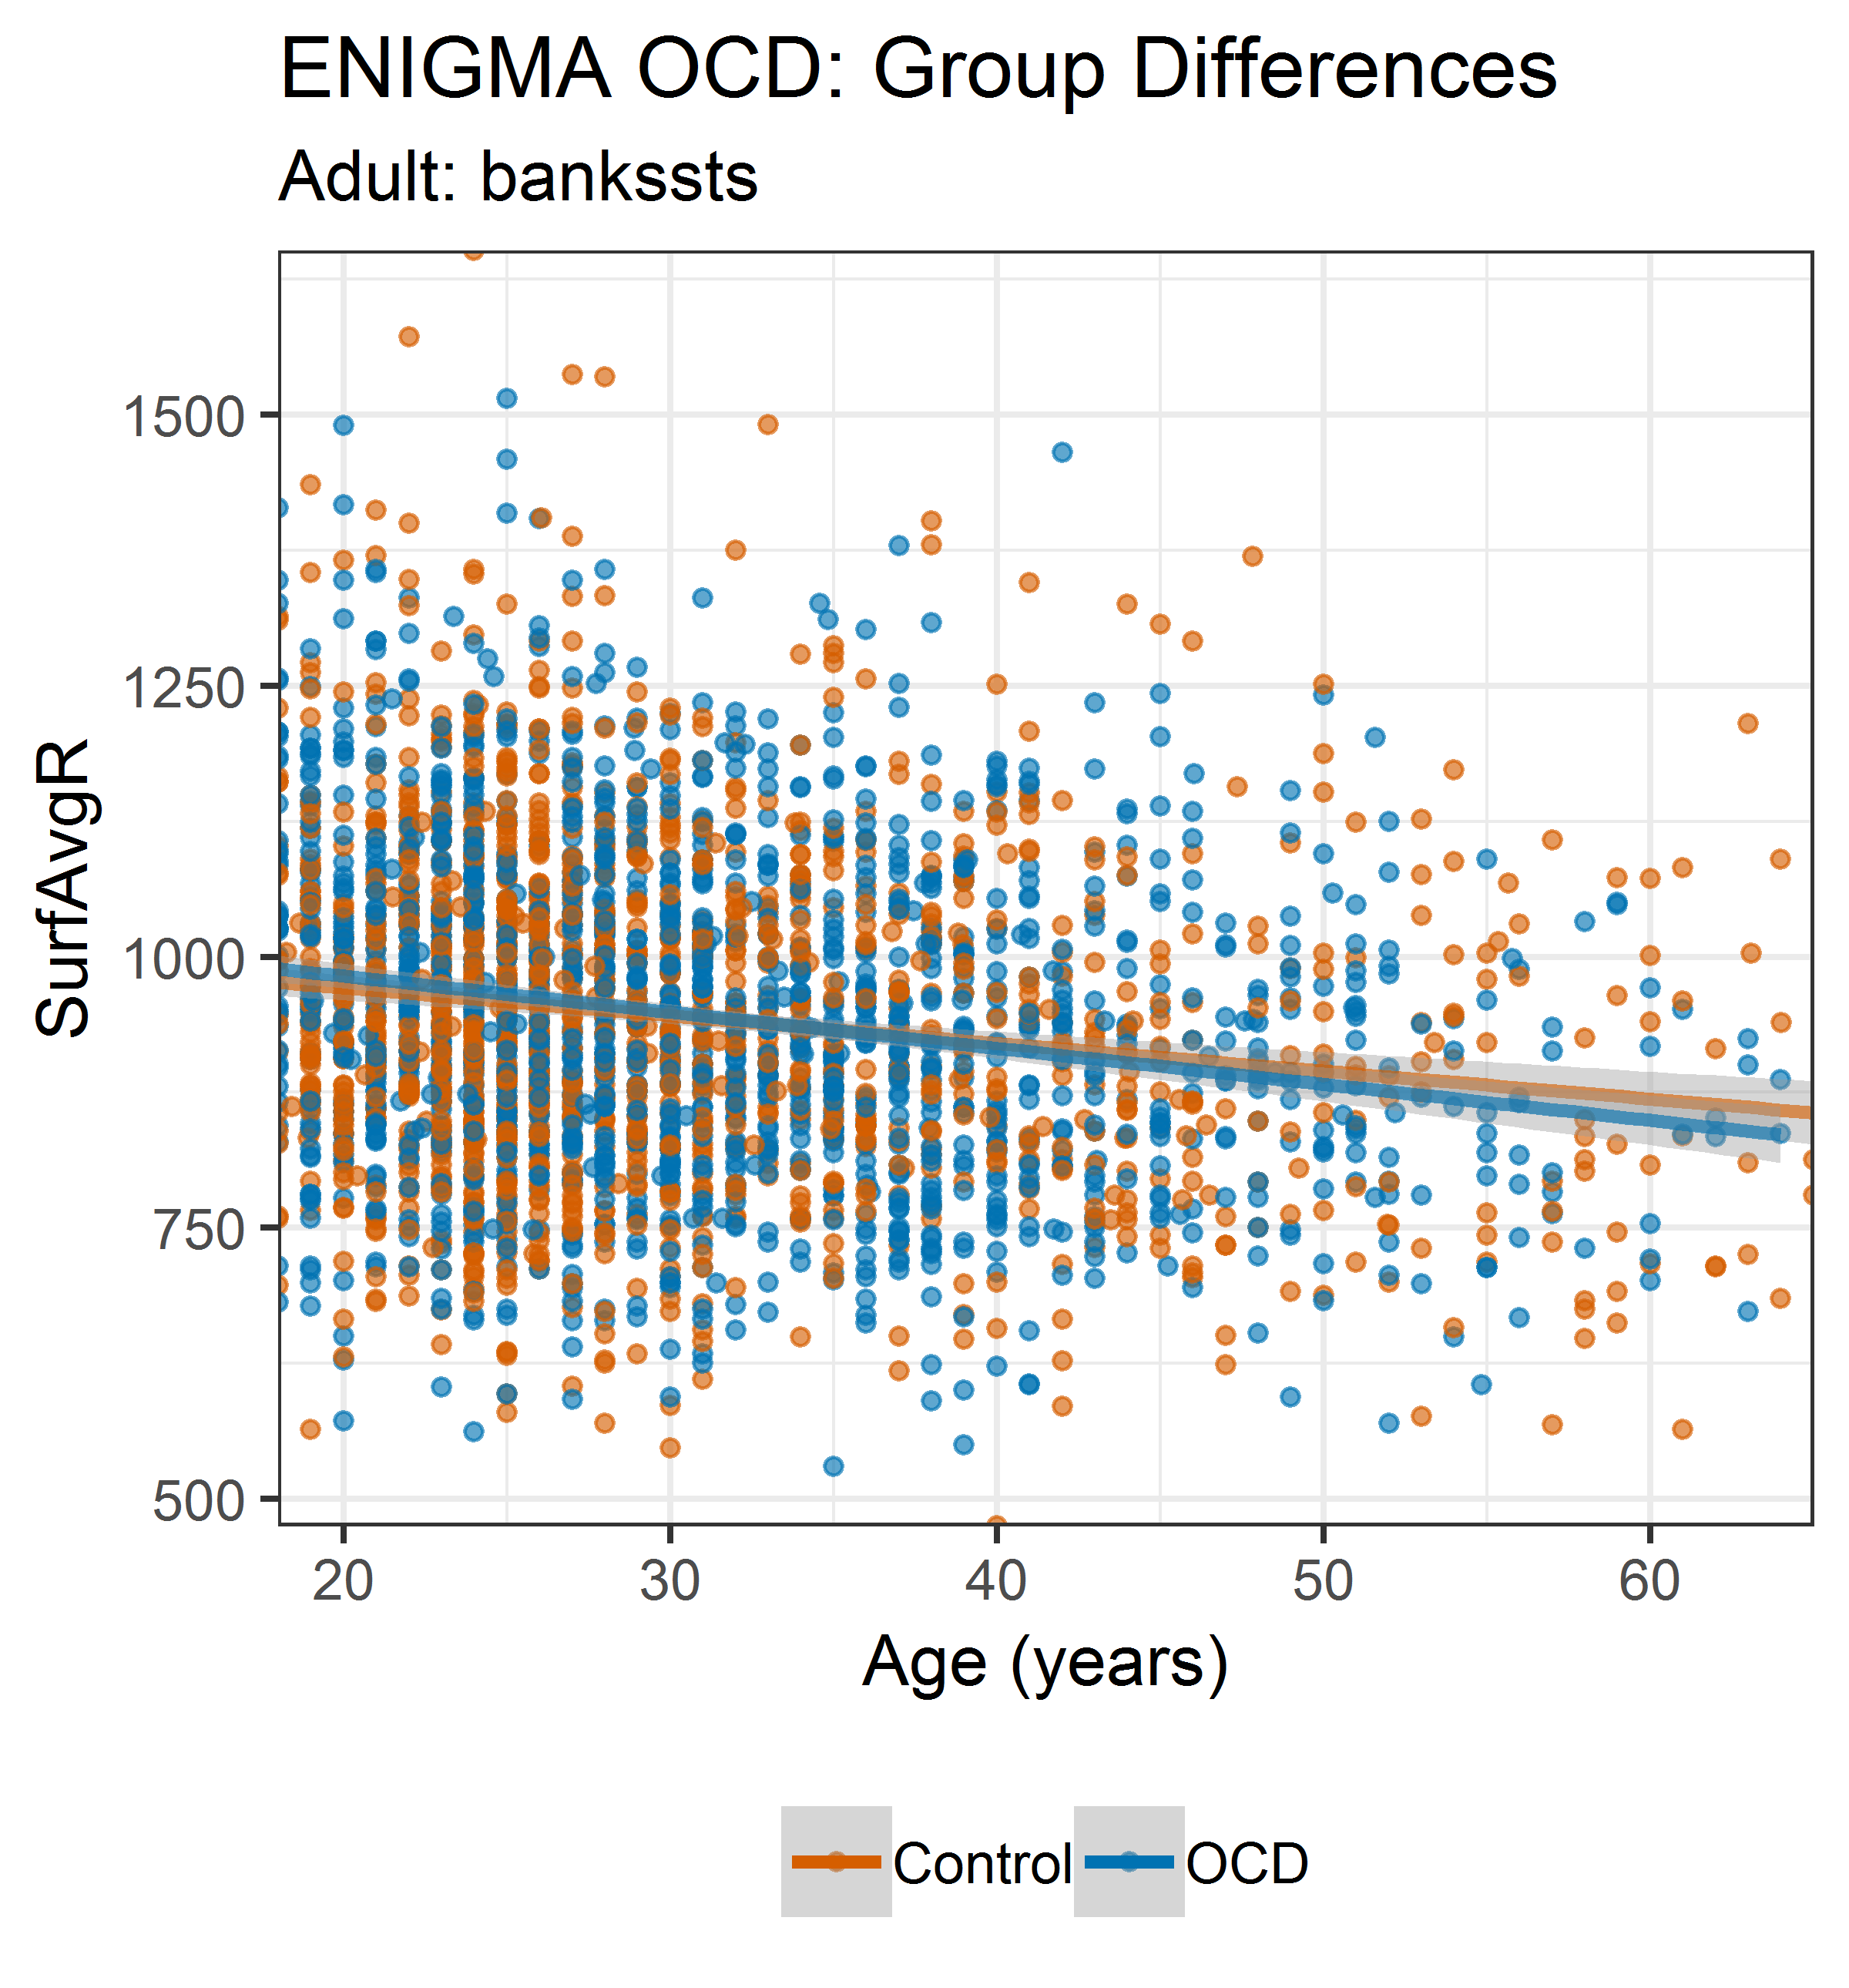 ENIGMA OCD: Group Differences
Adult: bankssts
SurfAvgR
1500
1250
1000
750
500
20 30 40 50 60
Age (years)
Control OCD